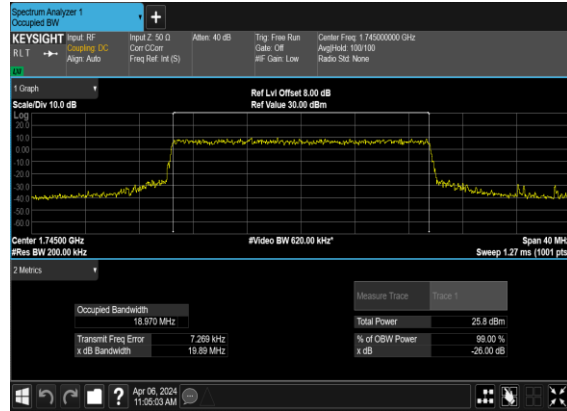 Spectrum Analyzer 1
Occupied BW
KEYSIGHT
RLT
Input: RF
Coupling: DC
Align: Auto
Input Z: 50 Ω
Corr CCorr
Freq Ref: Int (S)
Atten: 40 dB
Trig: Free Run
Gate: Off
#IF Gain: Low
Center Freq: 1.745000000 GHz
Avg|Hold: 100/100
Radio Std: None
1 Graph
Scale/Div 10.0 dB
Ref Lvl Offset 8.00 dB
Ref Value 30.00 dBm
Log
20.0
10.0
0.00
-10.0
-20.0
-30.0
-40.0
-50.0
-60.0
Center 1.74500 GHz
#Res BW 200.00 kHz
#Video BW 620.00 kHz*
Span 40 MHz
Sweep 1.27 ms (1001 pts)
2 Metrics
Measure Trace
Trace 1
Occupied Bandwidth
18.970 MHz
Total Power
25.8 dBm
Transmit Freq Error
7.269 kHz
% of OBW Power
99.00 %
x dB Bandwidth
19.89 MHz
x dB
-26.00 dB
?
Apr 06, 2024
11:05:03 AM